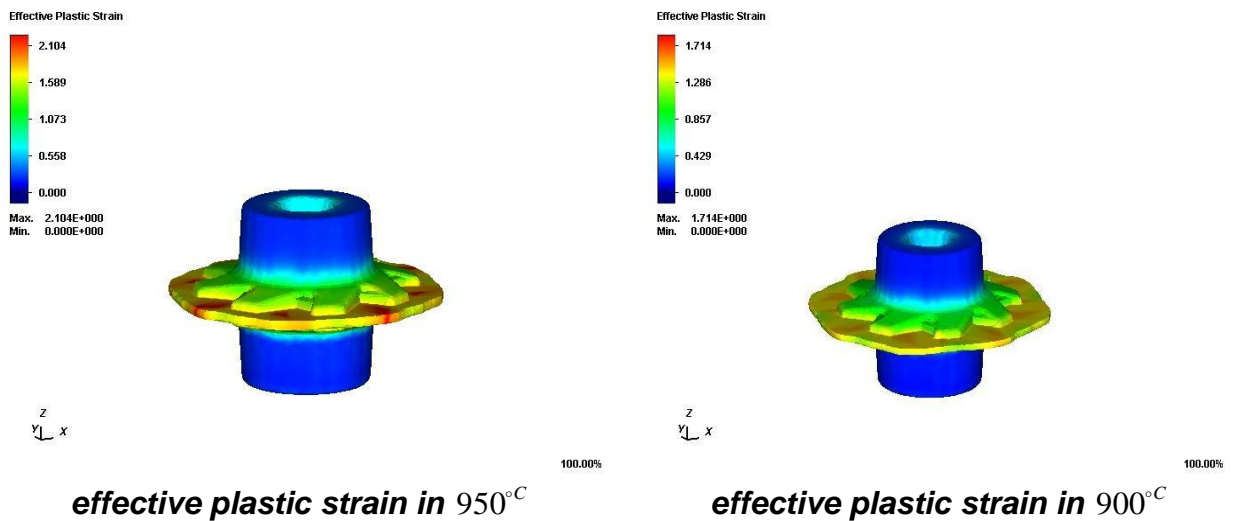 Effective Plastic Strain
2.104
1.589
1.073
0.558
0.000
Max. 2.104E+000
Min. 0.000E+000
Z
Y X
100.00%
effective plastic strain in 950°C
Effective Plastic Strain
1.714
1.286
0.857
0.429
0.000
Max. 1.714E+000
Min. 0.000E+000
Z
Y X
100.00%
effective plastic strain in 900°C